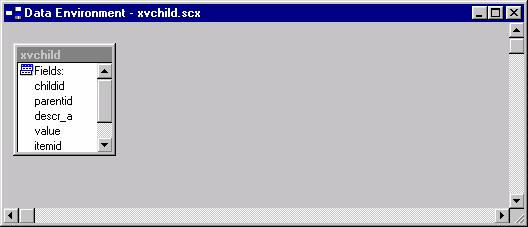 Data Environment - xvchild.scx
xvchild
Fields:
childid
parentid
descr_a
value
itemid